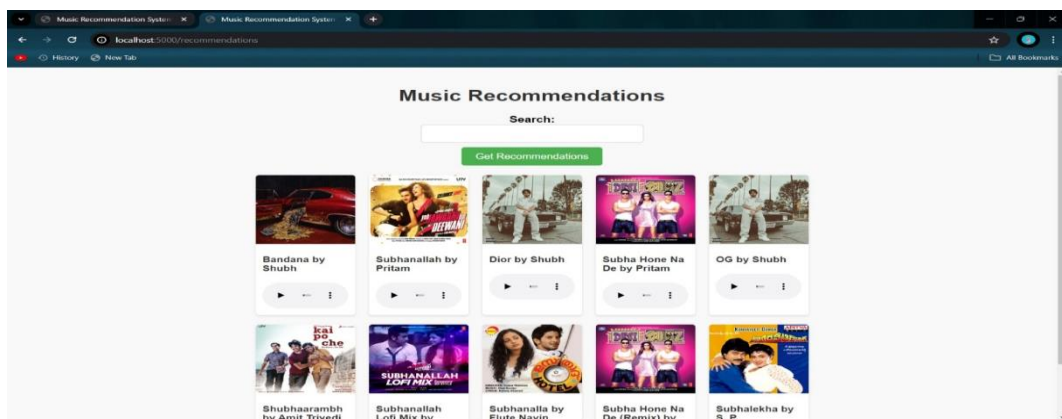 Music Recommendation System
Music Recommendation System
localhost:5000/recommendations
History
New Tab
All Bookmarks
Music Recommendations
Search:
Get Recommendations
Bandana by
Shubh
Subhanallah by
Pritam
Dior by Shubh
Subha Hone Na
De by Pritam
OG by Shubh
kai
po
che
SUBHANALLAH
LOFI MIX
Shubhaarambh
by Amit Trivedi
Subhanallah
Lofi Mix by
Subhanalla by
Flute Navin
Subha Hone Na
De (Remix) by
Subhalekha by
S. P.